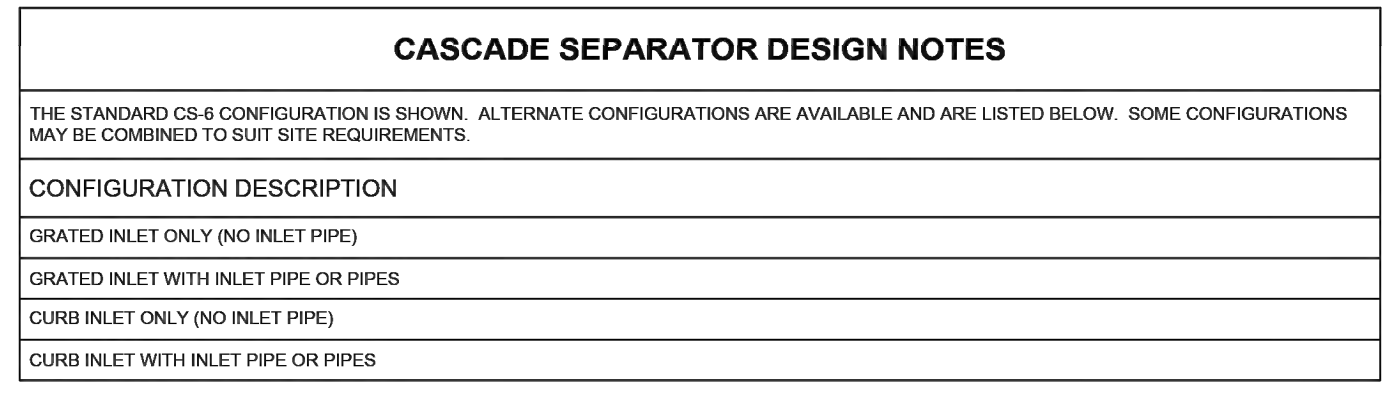 CASCADE SEPARATOR DESIGN NOTES
THE STANDARD CS-6 CONFIGURATION IS SHOWN. ALTERNATE CONFIGURATIONS ARE AVAILABLE AND ARE LISTED BELOW. SOME CONFIGURATIONS
MAY BE COMBINED TO SUIT SITE REQUIREMENTS.
CONFIGURATION DESCRIPTION
GRATED INLET ONLY (NO INLET PIPE)
GRATED INLET WITH INLET PIPE OR PIPES
CURB INLET ONLY (NO INLET PIPE)
CURB INLET WITH INLET PIPE OR PIPES